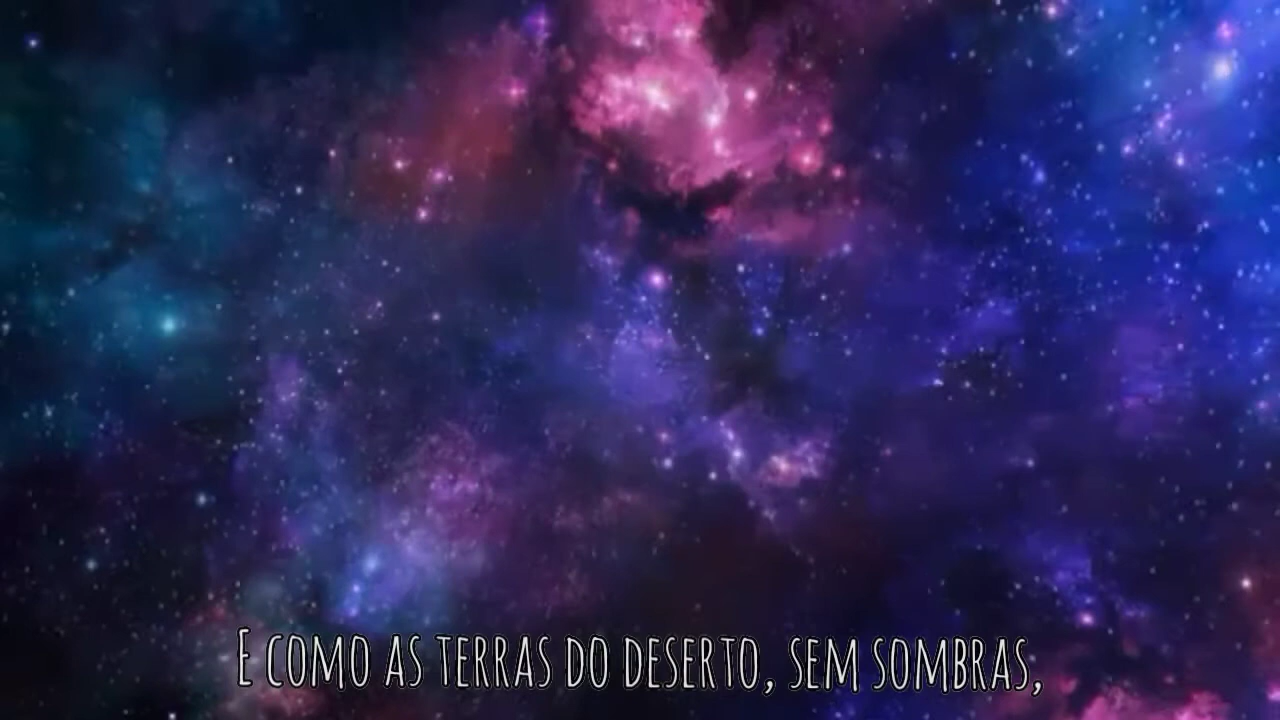 E COMO AS TERRAS DO DESERTO, SEM SOMBRAS,